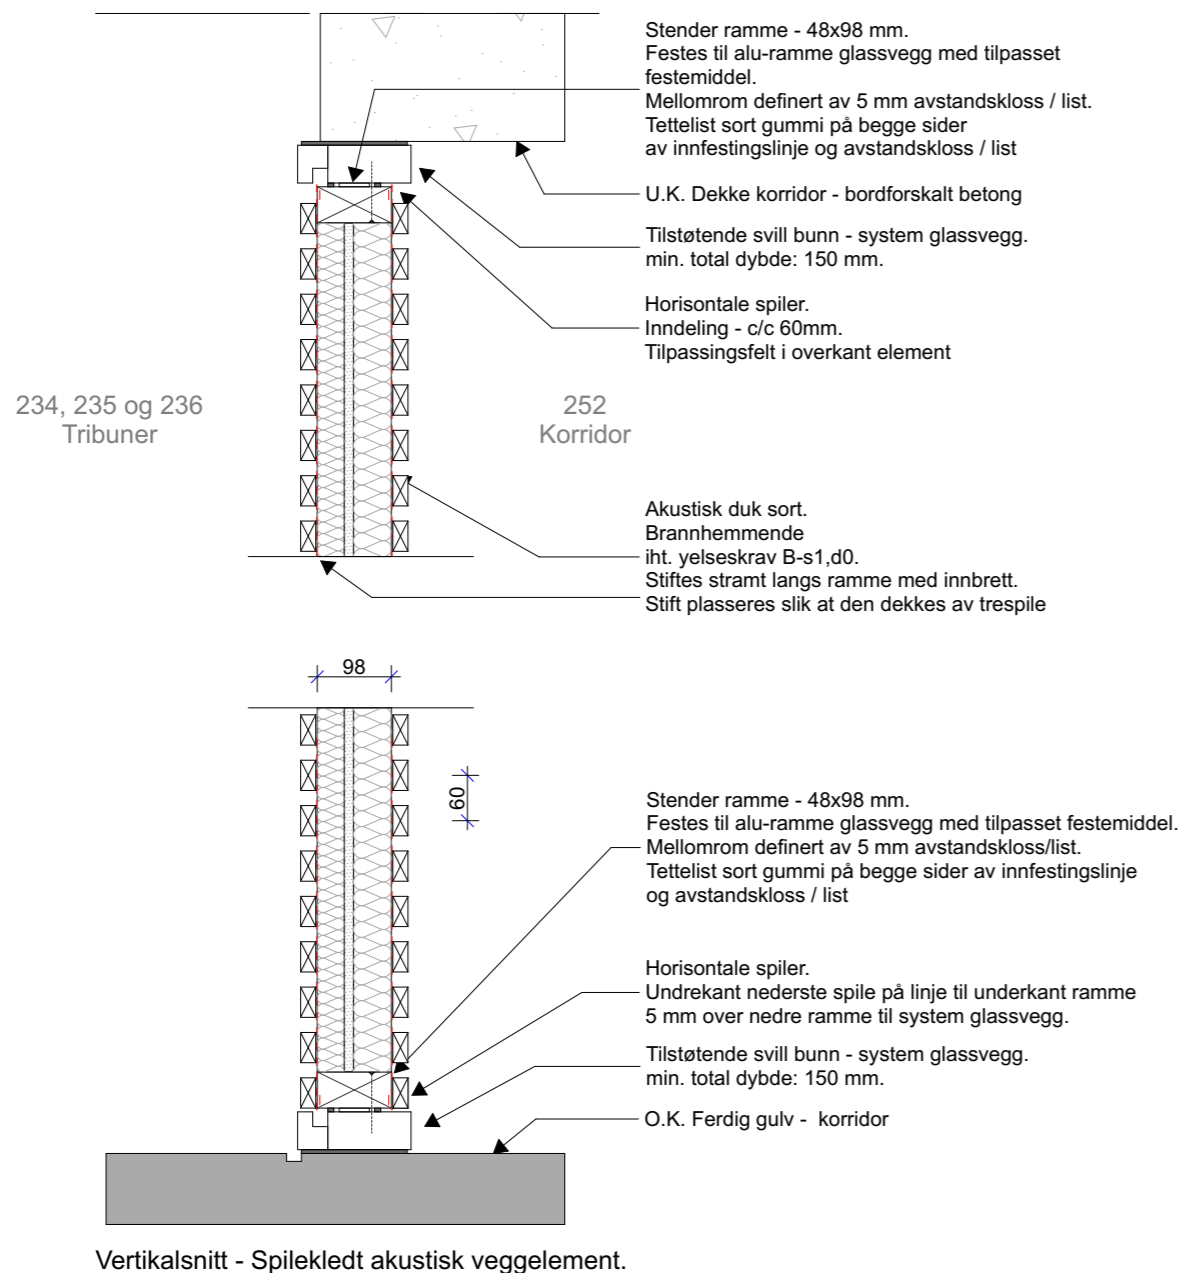 Stender ramme - 48x98 mm.
Festes til alu-ramme glassvegg med tilpasset
festemiddel.
Mellomrom definert av 5 mm avstandskloss / list.
Tettelist sort gummi på begge sider
av innfestingslinje og avstandskloss / list
U.K. Dekke korridor - bordforskalt betong
Tilstøtende svill bunn - system glassvegg.
min. total dybde: 150 mm.
Horisontale spiler.
Inndeling - c/c 60mm.
Tilpassingsfelt i overkant element
234, 235 og 236
Tribuner
252
Korridor
Akustisk duk sort.
Brannhemmende
iht. yelseskrav B-s1,d0.
Stiftes stramt langs ramme med innbrett.
Stift plasseres slik at den dekkes av trespile
98
60
Stender ramme - 48x98 mm.
Festes til alu-ramme glassvegg med tilpasset festemiddel.
Mellomrom definert av 5 mm avstandskloss/list.
Tettelist sort gummi på begge sider av innfestingslinje
og avstandskloss / list
Horisontale spiler.
Undrekant nederste spile på linje til underkant ramme
5 mm over nedre ramme til system glassvegg.
Tilstøtende svill bunn - system glassvegg.
min. total dybde: 150 mm.
O.K. Ferdig gulv - korridor
Vertikalsnitt - Spilekledt akustisk veggelement.